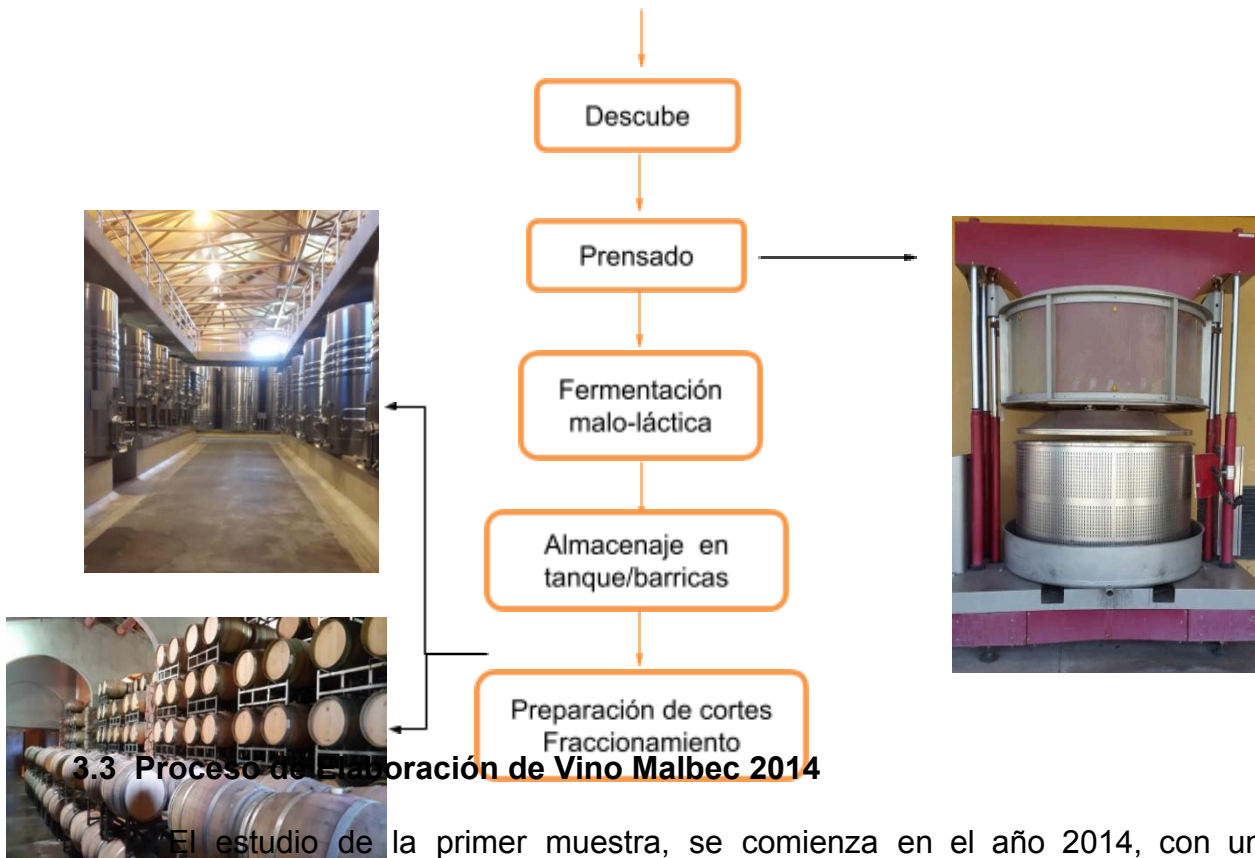 Descube
Prensado
Fermentación
malo-láctica
Almacenaje en
tanque/barricas
Preparación de cortes
Fraccionamiento
3.3 Proceso de Elaboración de Vino Malbec 2014
El estudio de la primer muestra, se comienza en el año 2014, con un